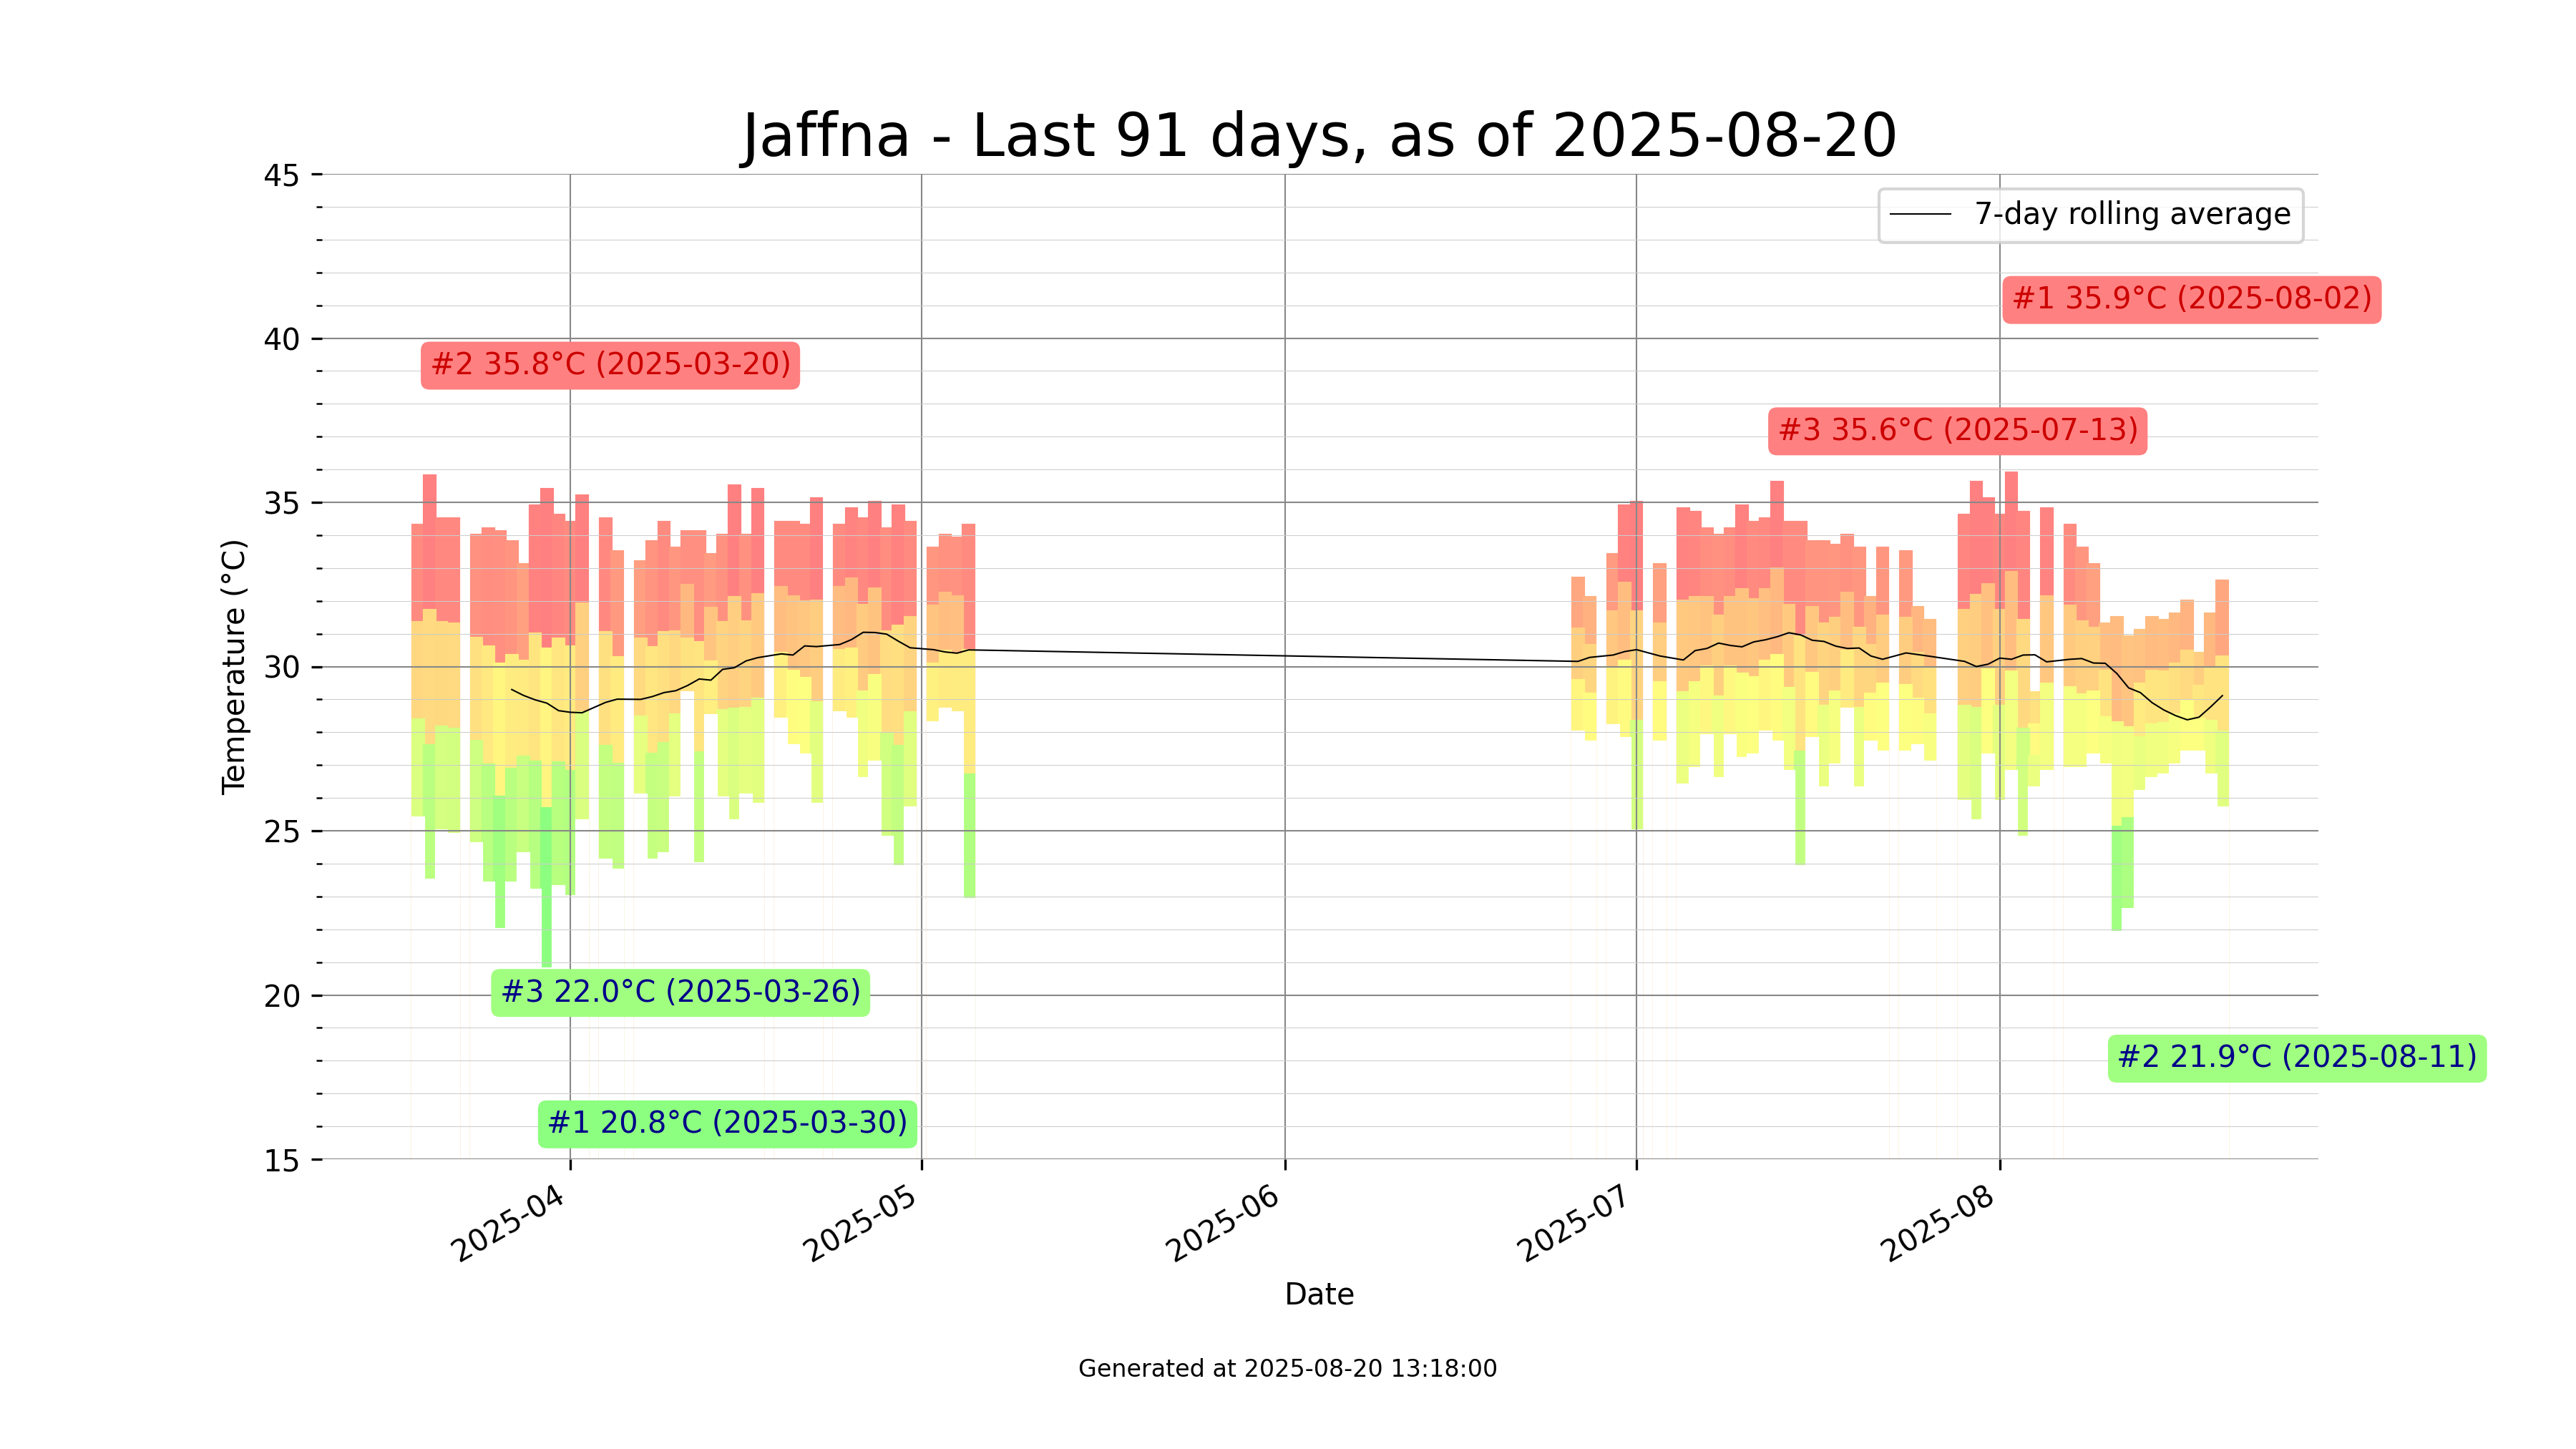 Jaffna - Last 91 days, as of 2025-08-20
45
40
35
30
25
20
15
Temperature (°C)
7-day rolling average
#1 35.9°C (2025-08-02)
#2 35.8°C (2025-03-20)
#3 35.6°C (2025-07-13)
#3 22.0°C (2025-03-26)
#2 21.9°C (2025-08-11)
#1 20.8°C (2025-03-30)
2025-04
2025-05
2025-06
2025-07
2025-08
Date
Generated at 2025-08-20 13:18:00